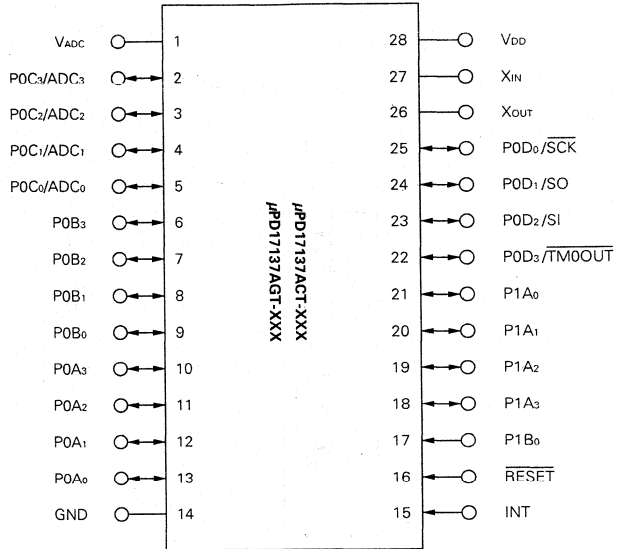 VADC 1 28 VDD
P0C3/ADC3 2 27 XIN
P0C2/ADC2 3 26 XOUT
P0C1/ADC1 4 25 P0D0/SCK
P0C0/ADC0 5 24 P0D1/SO
P0B3 6 23 P0D2/SI
P0B2 7 22 P0D3/TM0OUT
P0B1 8 21 P1A0
P0B0 9 20 P1A1
P0A3 10 19 P1A2
P0A2 11 18 P1A3
P0A1 12 17 P1B0
P0A0 13 16 RESET
GND 14 15 INT
μPD17137ACT-XXX
μPD17137AGT-XXX